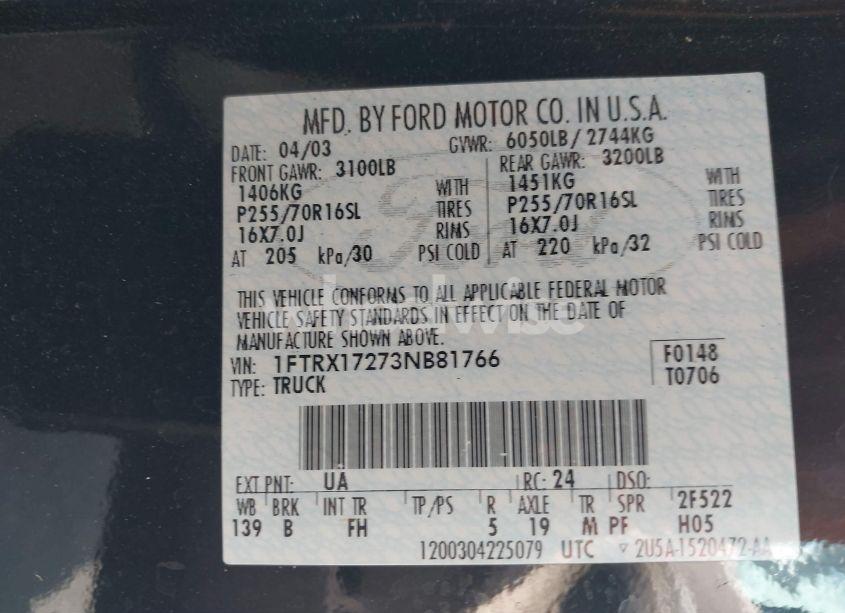 MFD. BY FORD MOTOR CO. IN U.S.A.
DATE: 04/03 GVWR: 6050LB/ 2744KG
FRONT GAWR: 3100LB REAR GAWR: 3200LB
1406KG WITH 1451KG WITH
P255/70R16SL TIRES P255/70R16SL TIRES
16X7.0J RIMS 16X7.0J RIMS
AT 205 kPa/30 PSI COLD AT 220 kPa/32 PSI COLD
THIS VEHICLE CONFORMS TO ALL APPLICABLE FEDERAL MOTOR
VEHICLE SAFETY STANDARDS IN EFFECT ON THE DATE OF
MANUFACTURE SHOWN ABOVE.
VIN: 1FTRX17273NB81766 F0148
TYPE: TRUCK T0706
EXT PNT: UA RC: 24 DSO:
WB BRK INT TR TP/PS R AXLE TR SPR 2F522
139 B FH 5 19 M PF H05
1200304225079 UTC ▽ 2U5A-1520472-AA